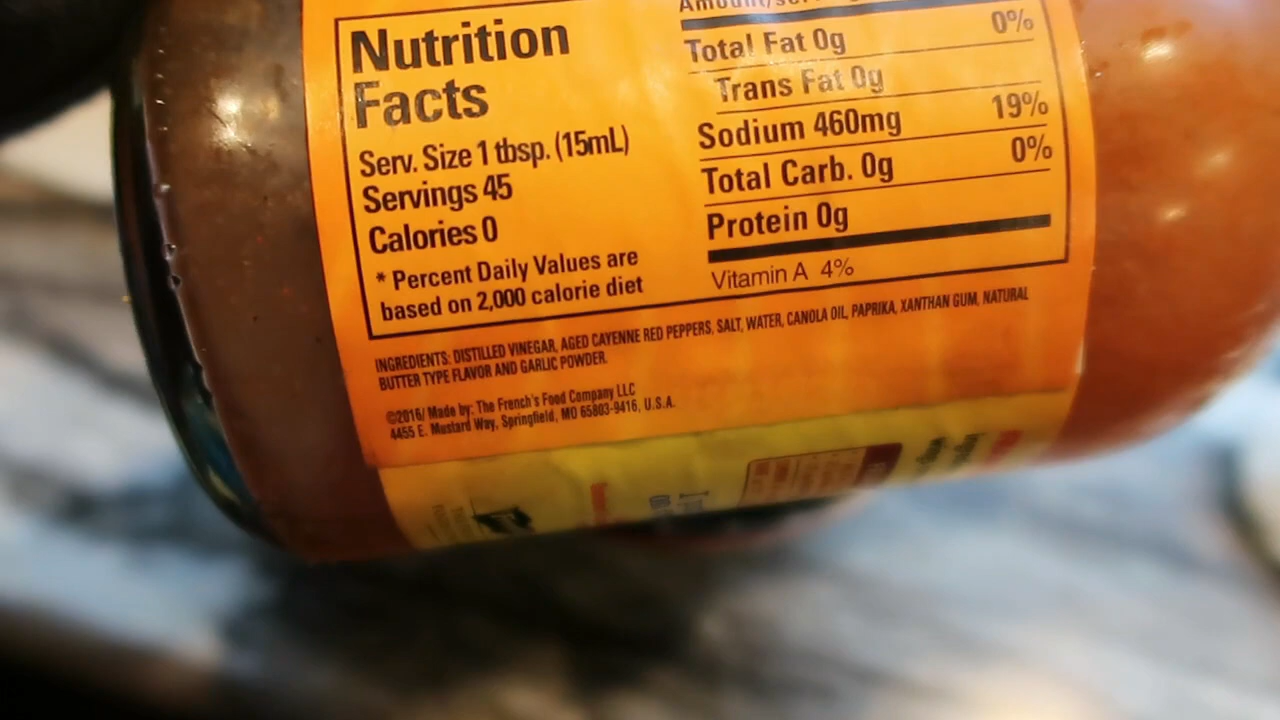 Nutrition
Facts
Serv. Size 1 tbsp. (15mL)
Servings 45
Calories 0
* Percent Daily Values are
based on 2,000 calorie diet
Total Fat 0g 0%
Trans Fat 0g
Sodium 460mg 19%
Total Carb. 0g 0%
Protein 0g
Vitamin A 4%
INGREDIENTS: DISTILLED VINEGAR, AGED CAYENNE RED PEPPERS, SALT, WATER, CANOLA OIL, PAPRIKA, XANTHAN GUM, NATURAL
BUTTER TYPE FLAVOR AND GARLIC POWDER.
©2016/ Made by: The French's Food Company LLC
4455 E. Mustard Way, Springfield, MO 65803-9416, U.S.A.